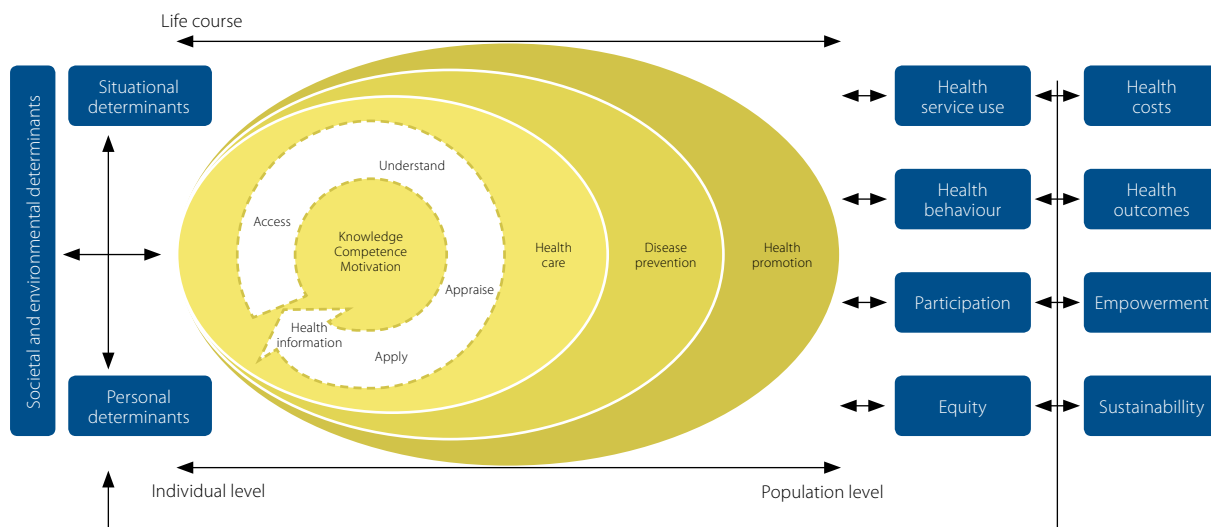 Life course
Societal and environmental determinants
Situational
determinants
Personal
determinants
Understand
Access
Knowledge
Competence
Motivation
Appraise
Health
information
Apply
Health
care
Disease
prevention
Health
promotion
Individual level
Population level
Health
service use
Health
costs
Health
behaviour
Health
outcomes
Participation
Empowerment
Equity
Sustainabillity